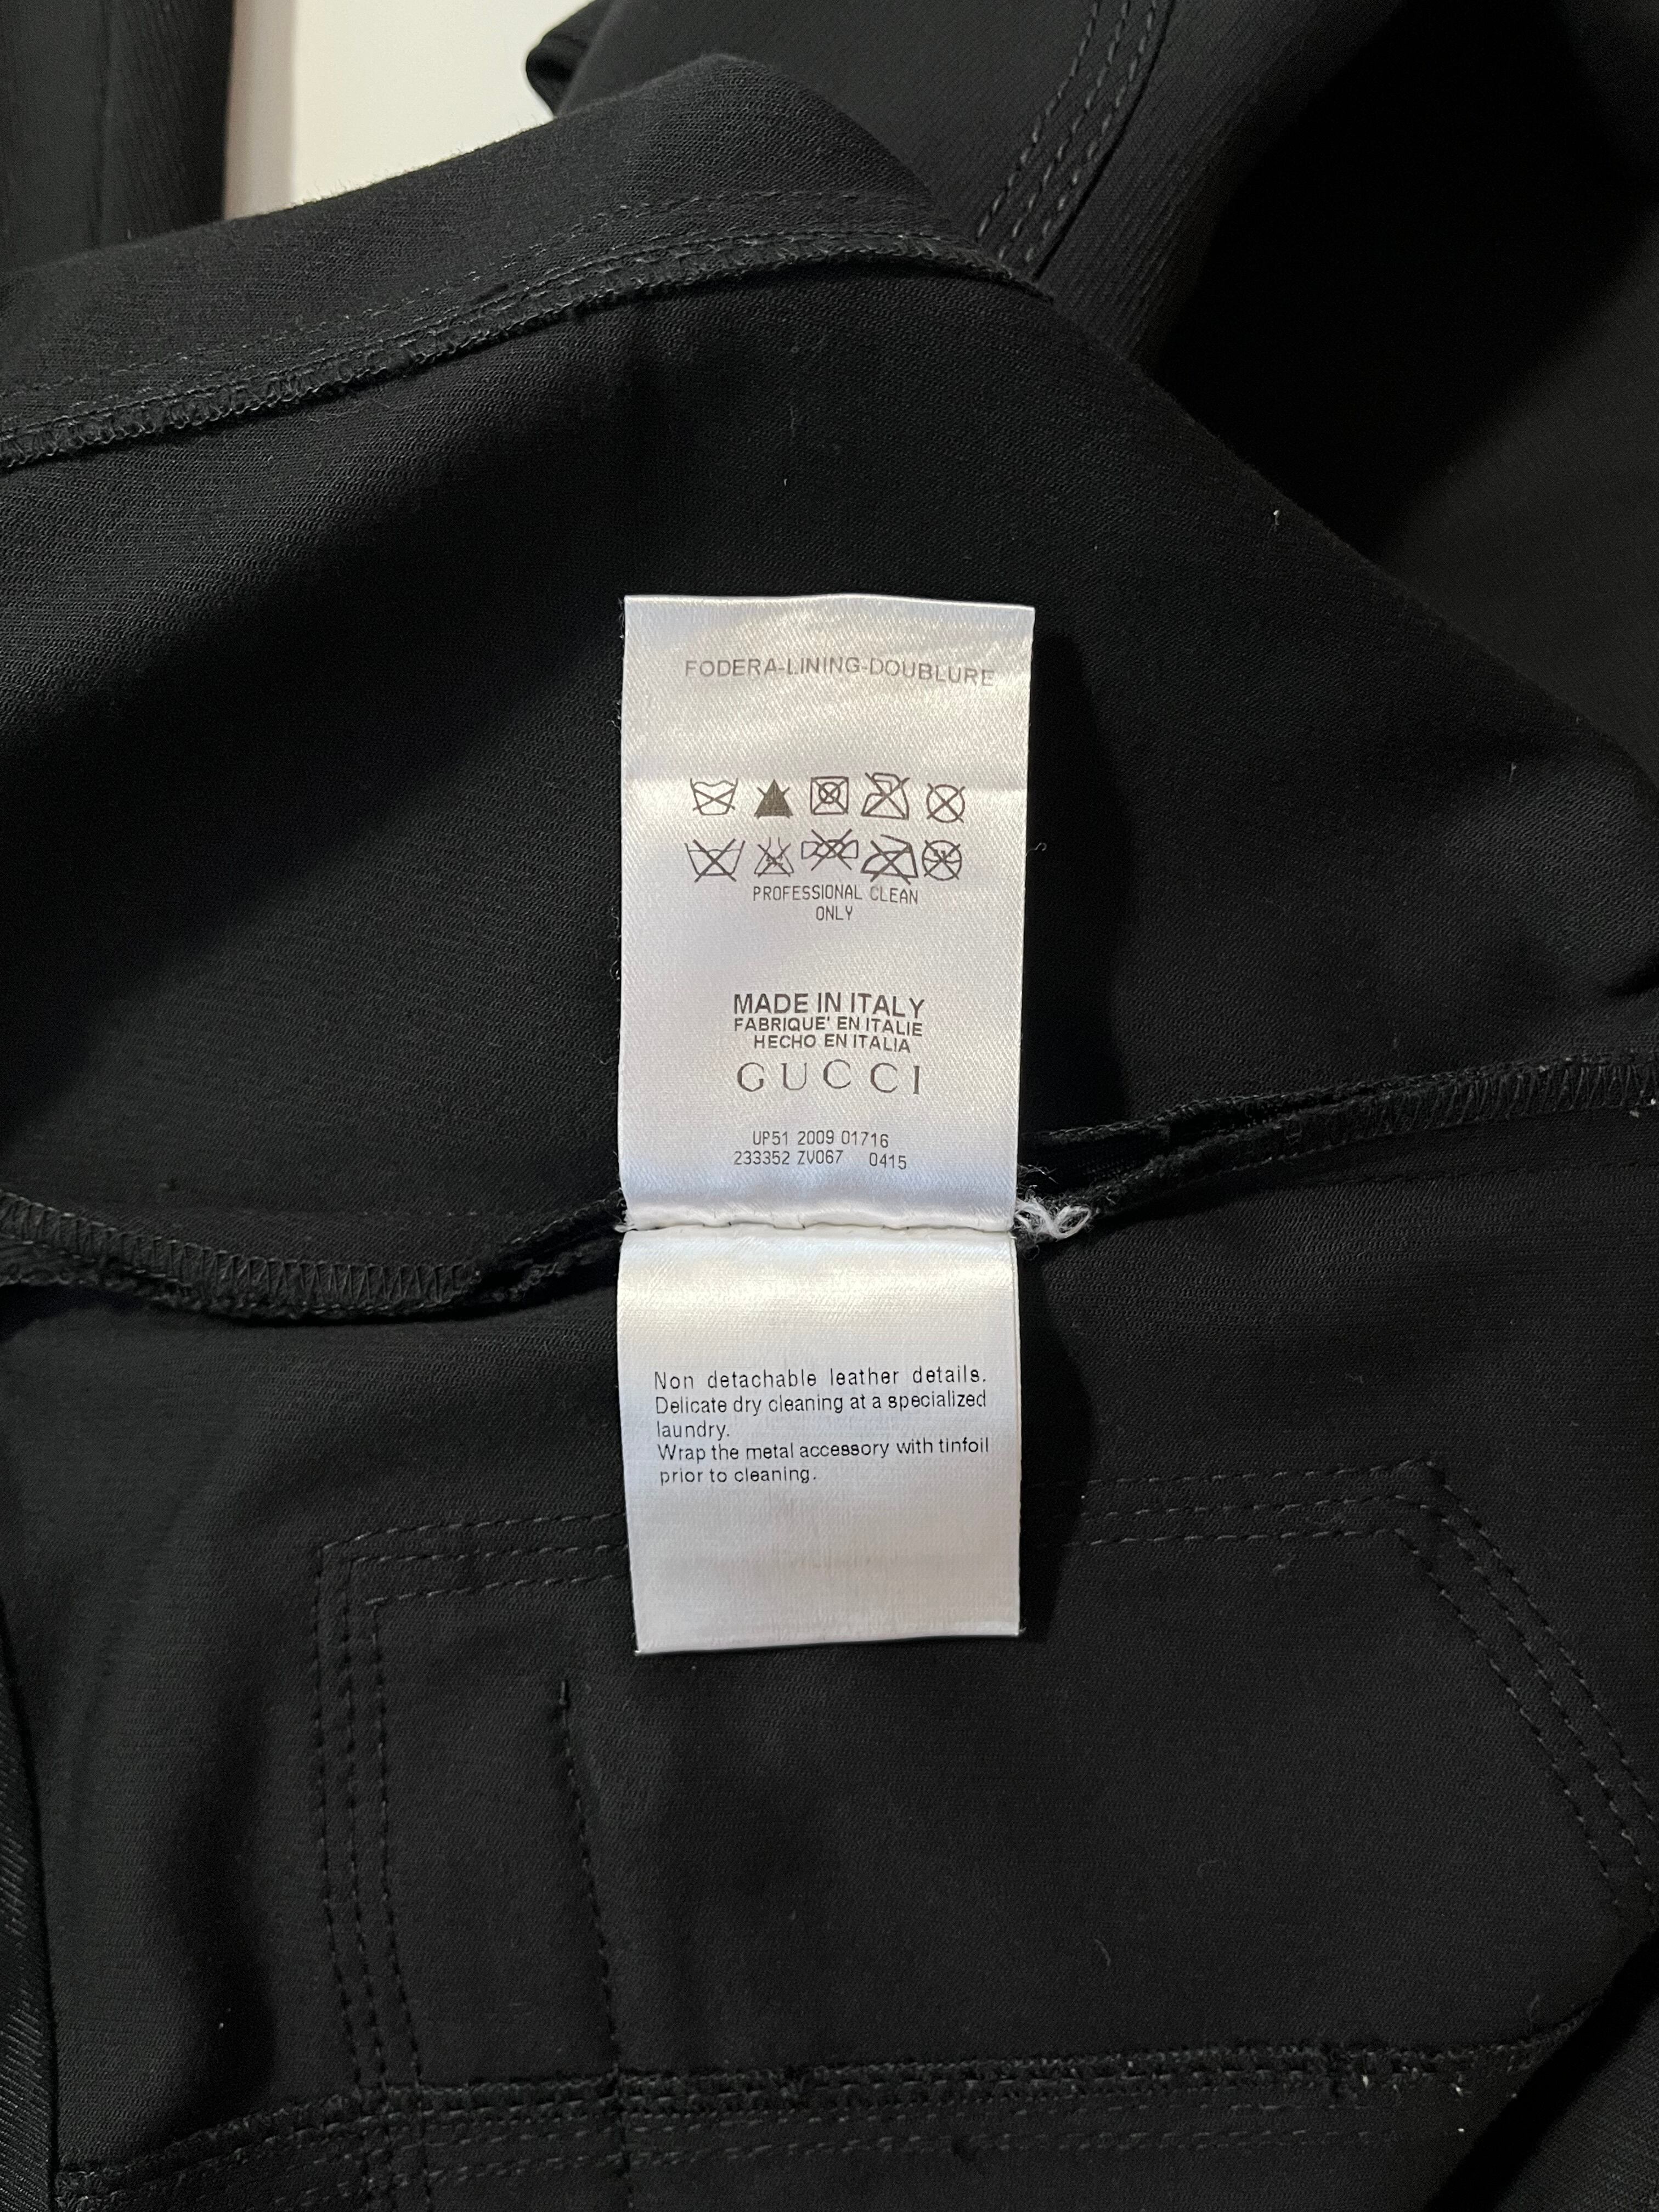 FODERA-LINING-DOUBLURE
PROFESSIONAL CLEAN
ONLY
MADE IN ITALY
FABRIQUE' EN ITALIE
HECHO EN ITALIA
GUCCI
UP51 2009 01716
233352 ZV067 0415
Non detachable leather details.
Delicate dry cleaning at a specialized
laundry.
Wrap the metal accessory with tinfoil
prior to cleaning.